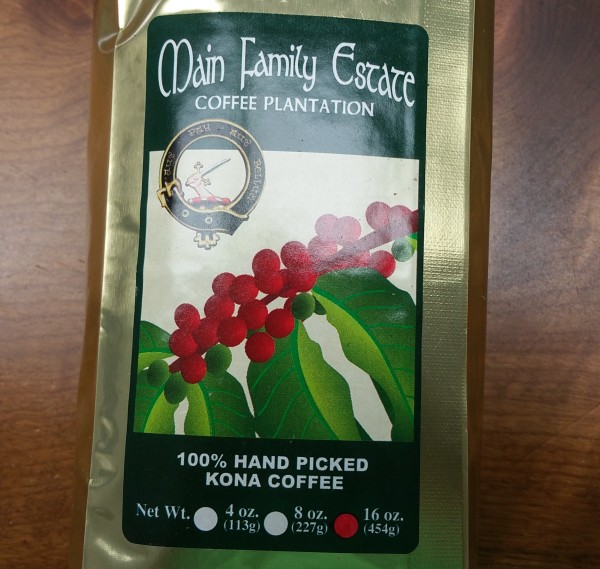 Main Family Estate
COFFEE PLANTATION
100% HAND PICKED
KONA COFFEE
Net Wt. 4 oz. 8 oz. 16 oz.
(113g) (227g) (454g)